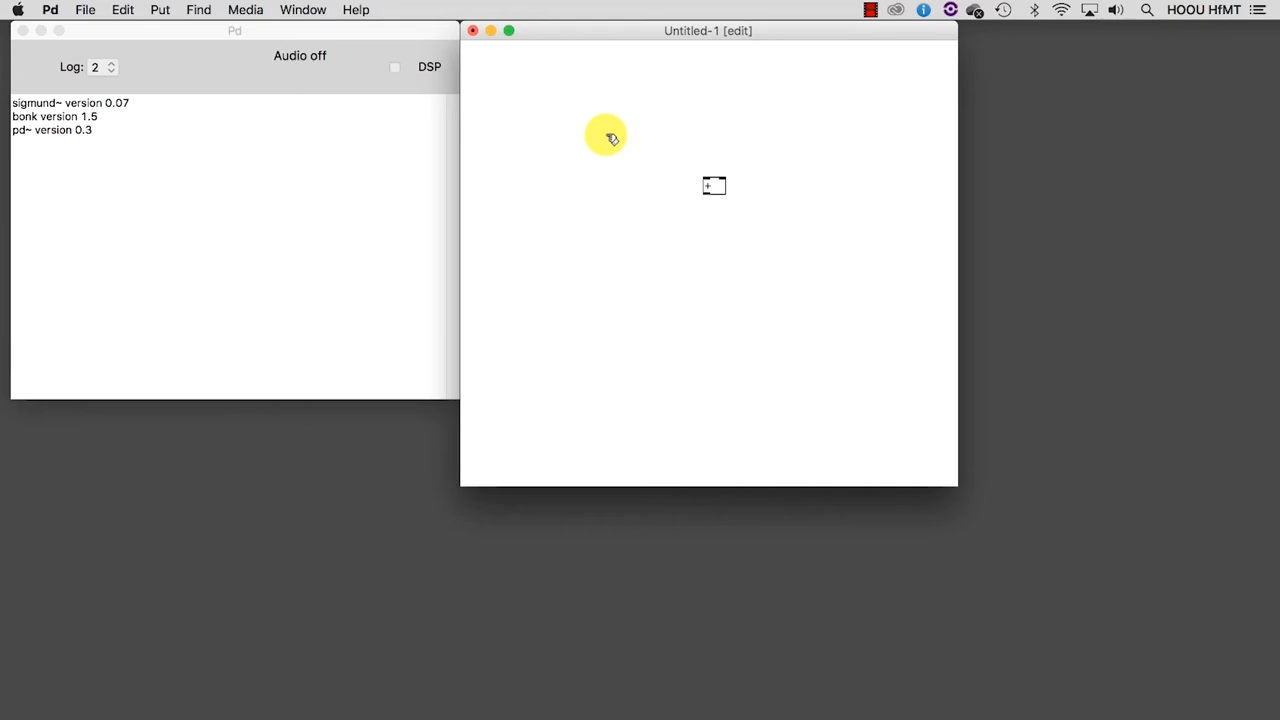 Pd File Edit Put Find Media Window Help HOOU HfMT
Pd
Untitled-1 [edit]
Audio off
Log: 2 DSP
sigmund~ version 0.07
bonk version 1.5
pd~ version 0.3
+